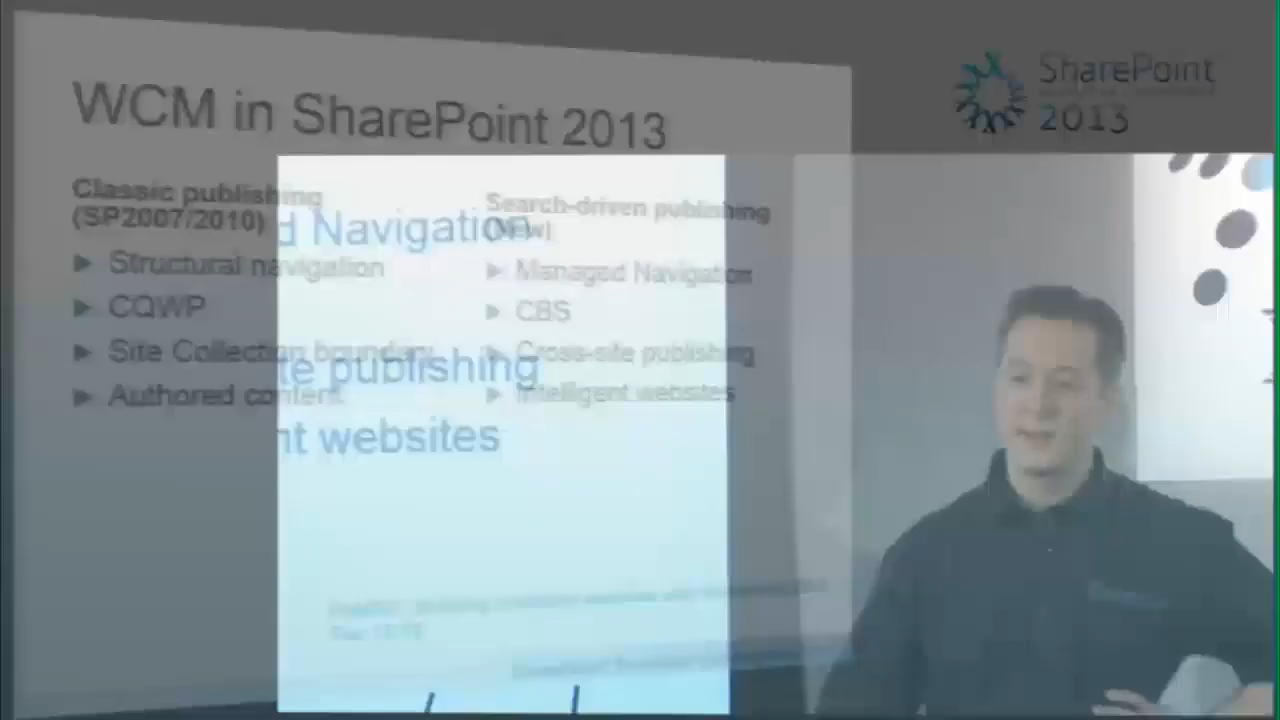 SharePoint
2013
WCM in SharePoint 2013
Classic publishing
(SP2007/2010)
Structural navigation
CQWP
Site Collection boundary
Authored content
Search-driven publishing
(New)
Managed Navigation
CBS
Cross-site publishing
Intelligent websites
d Navigation
te publishing
nt websites